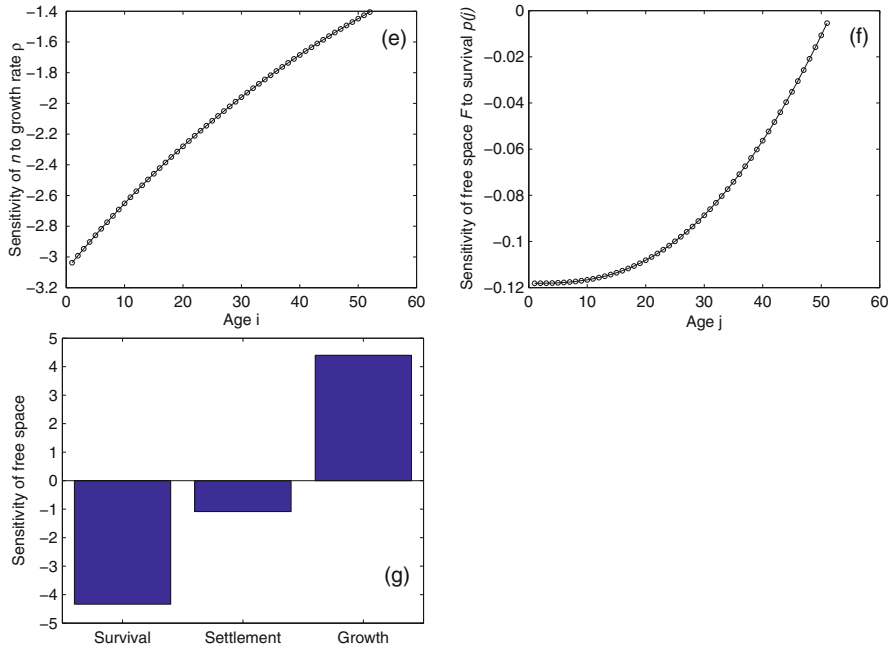 (e)
Sensitivity of n to growth rate ρ
-1.4
-1.6
-1.8
-2
-2.2
-2.4
-2.6
-2.8
-3
-3.2
0 10 20 30 40 50 60
Age i
(f)
Sensitivity of free space F to survival p(j)
0
-0.02
-0.04
-0.06
-0.08
-0.1
-0.12
0 10 20 30 40 50 60
Age j
(g)
Sensitivity of free space
5
4
3
2
1
0
-1
-2
-3
-4
-5
Survival Settlement Growth